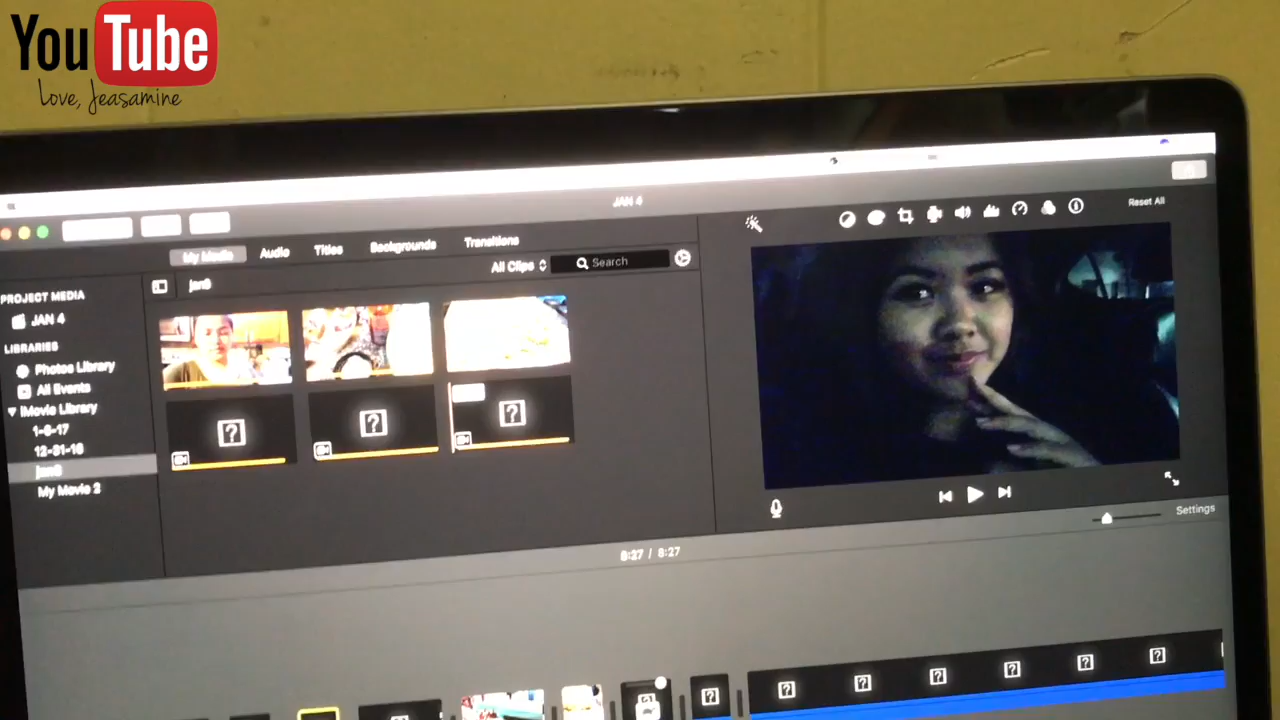 YouTube
Love, Jeasamine
JAN 4
Reset All
My Media
Audio
Titles
Backgrounds
Transitions
All Clips
Search
jan3
PROJECT MEDIA
JAN 4
LIBRARIES
Photos Library
All Events
iMovie Library
1-6-17
12-31-16
jan3
My Movie 2
Settings
8:27 / 8:27